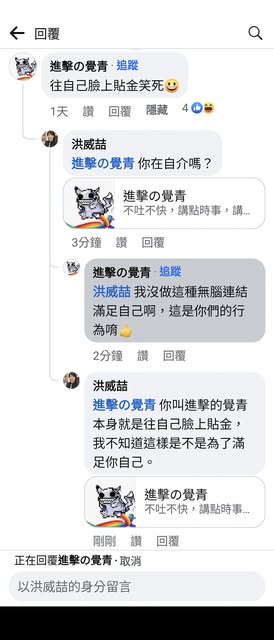 回覆
進擊の覺青 · 追蹤
往自己臉上貼金笑死😀
1天 讚 回覆 隱藏 4
洪威喆
進擊の覺青 你在自介嗎？
進擊の覺青
不吐不快，講點時事，講...
3分鐘 讚 回覆
進擊の覺青 · 追蹤
洪威喆 我沒做這種無腦連結
滿足自己啊，這是你們的行
為唷👍
2分鐘 讚 回覆
洪威喆
進擊の覺青 你叫進擊的覺青
本身就是往自己臉上貼金，
我不知道這樣是不是為了滿
足你自己。
進擊の覺青
不吐不快，講點時事...
剛剛 讚 回覆
正在回覆進擊の覺青 · 取消
以洪威喆的身分留言